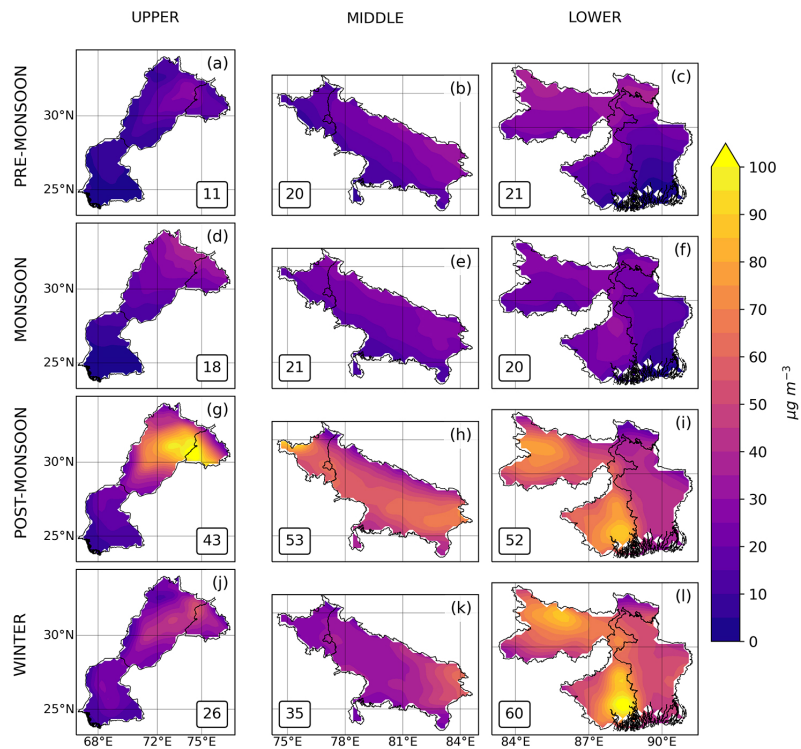 UPPER MIDDLE LOWER
PRE-MONSOON
(a) (b) (c)
30°N
25°N
11 20 21
MONSOON
(d) (e) (f)
30°N
25°N
18 21 20
POST-MONSOON
(g) (h) (i)
30°N
25°N
43 53 52
WINTER
(j) (k) (l)
30°N
25°N
26 35 60
68°E 72°E 75°E 75°E 78°E 81°E 84°E 84°E 87°E 90°E
100
90
80
70
60
50
40
30
20
10
0
µg m⁻³